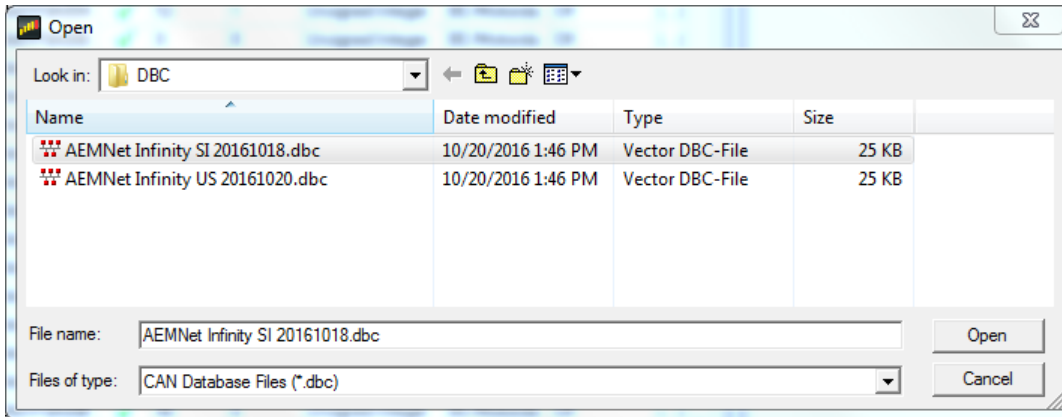 Open
Look in: DBC
Name Date modified Type Size
AEMNet Infinity SI 20161018.dbc 10/20/2016 1:46 PM Vector DBC-File 25 KB
AEMNet Infinity US 20161020.dbc 10/20/2016 1:46 PM Vector DBC-File 25 KB
File name: AEMNet Infinity SI 20161018.dbc Open
Files of type: CAN Database Files (*.dbc) Cancel